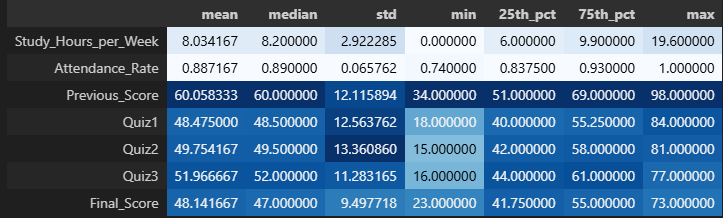 mean median std min 25th_pct 75th_pct max
Study_Hours_per_Week 8.034167 8.200000 2.922285 0.000000 6.000000 9.900000 19.600000
Attendance_Rate 0.887167 0.890000 0.065762 0.740000 0.837500 0.930000 1.000000
Previous_Score 60.058333 60.000000 12.115894 34.000000 51.000000 69.000000 98.000000
Quiz1 48.475000 48.500000 12.563762 18.000000 40.000000 55.250000 84.000000
Quiz2 49.754167 49.500000 13.360860 15.000000 42.000000 58.000000 81.000000
Quiz3 51.966667 52.000000 11.283165 16.000000 44.000000 61.000000 77.000000
Final_Score 48.141667 47.000000 9.497718 23.000000 41.750000 55.000000 73.000000